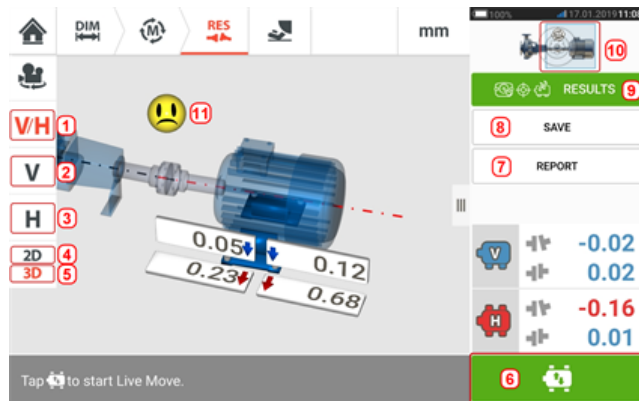 DIM
RES
mm
100%
17.01.2019 11:08
10
11
RESULTS
9
V/H
1
8
SAVE
V
2
7
REPORT
H
3
0.05
0.12
V
-0.02
2D
4
0.23
0.68
0.02
3D
5
H
-0.16
0.01
Tap to start Live Move.
6